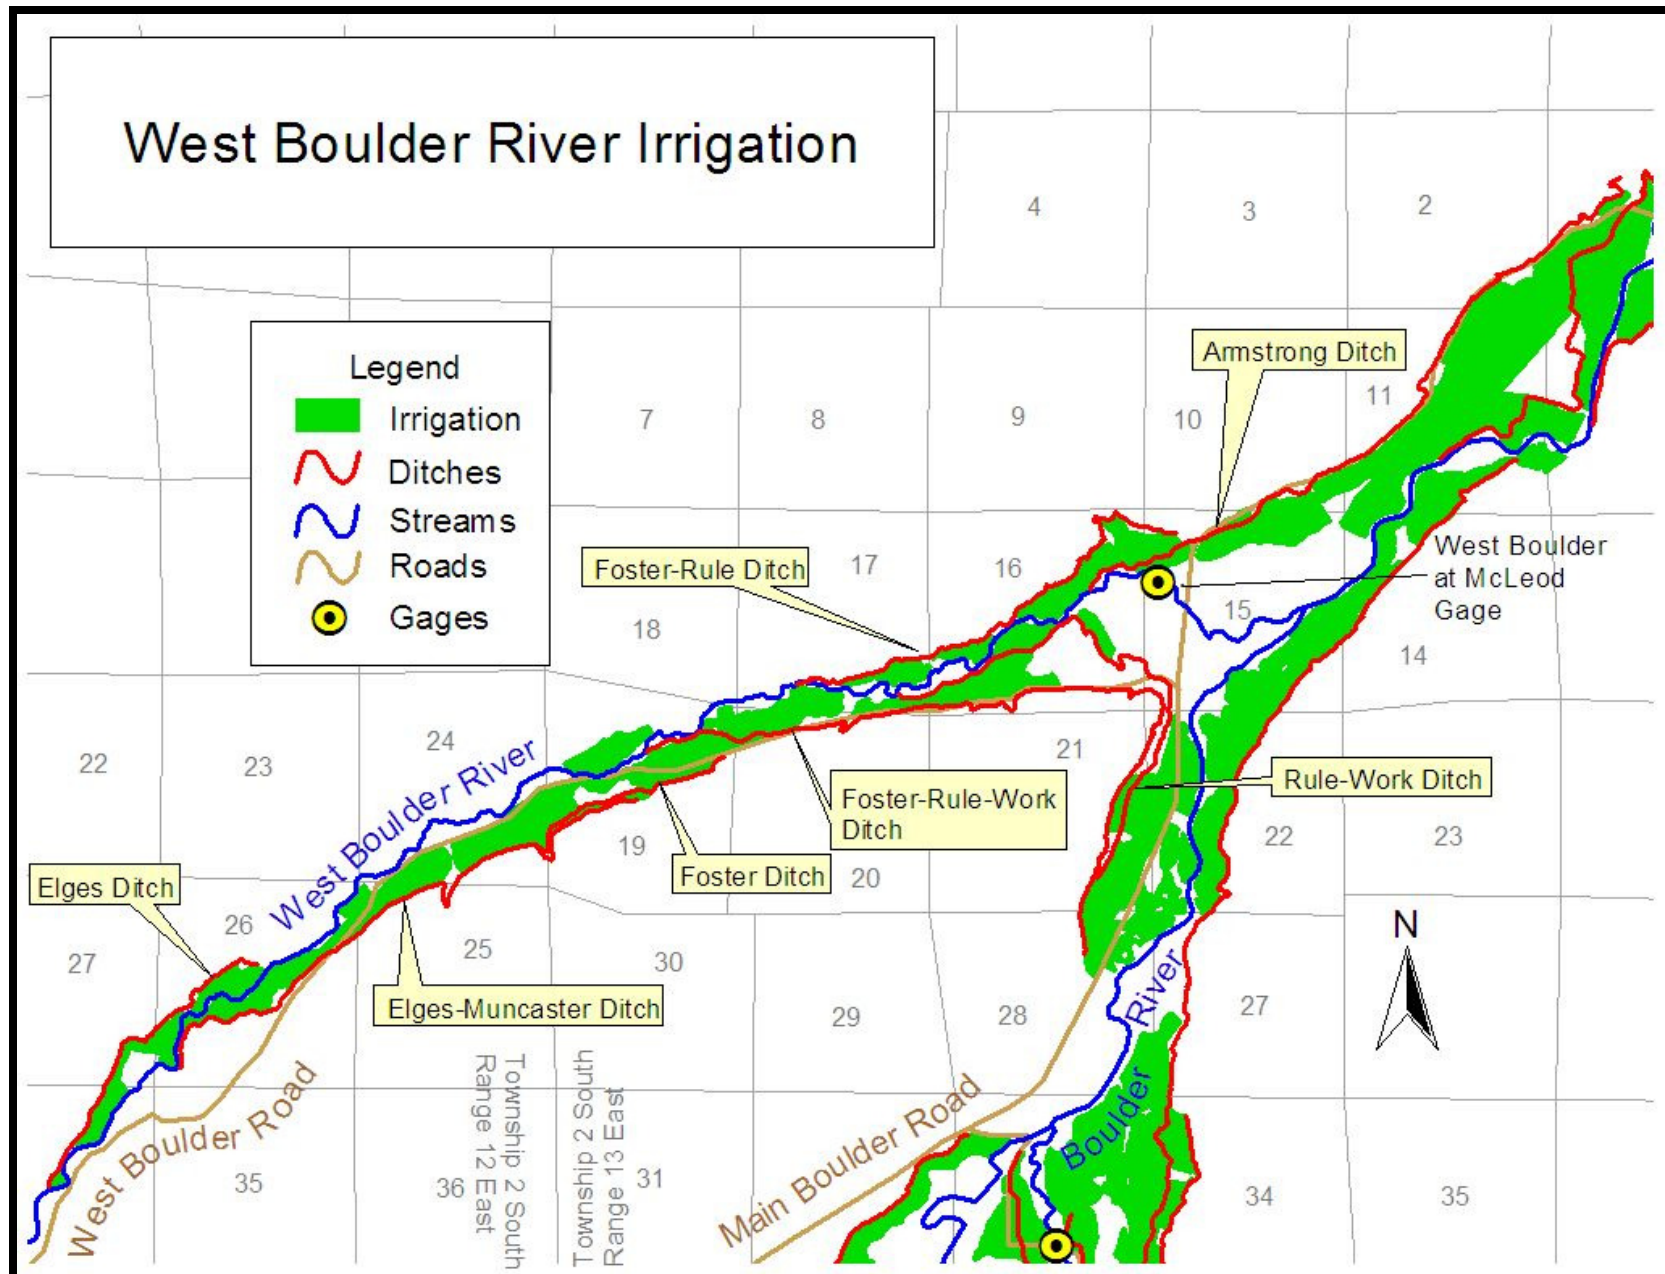 West Boulder River Irrigation
4
3
2
Legend
Irrigation
Ditches
Streams
Roads
Gages
Armstrong Ditch
7
8
9
10
11
Foster-Rule Ditch
17
16
West Boulder
at McLeod
Gage
18
15
14
22
23
24
West Boulder River
21
Foster-Rule-Work
Ditch
Rule-Work Ditch
19
Foster Ditch
20
22
23
Elges Ditch
26
27
25
30
Elges-Muncaster Ditch
29
28
27
N
River
Boulder
West Boulder Road
Main Boulder Road
Township 2 South
Range 12 East
Township 2 South
Range 13 East
35
36
31
34
35